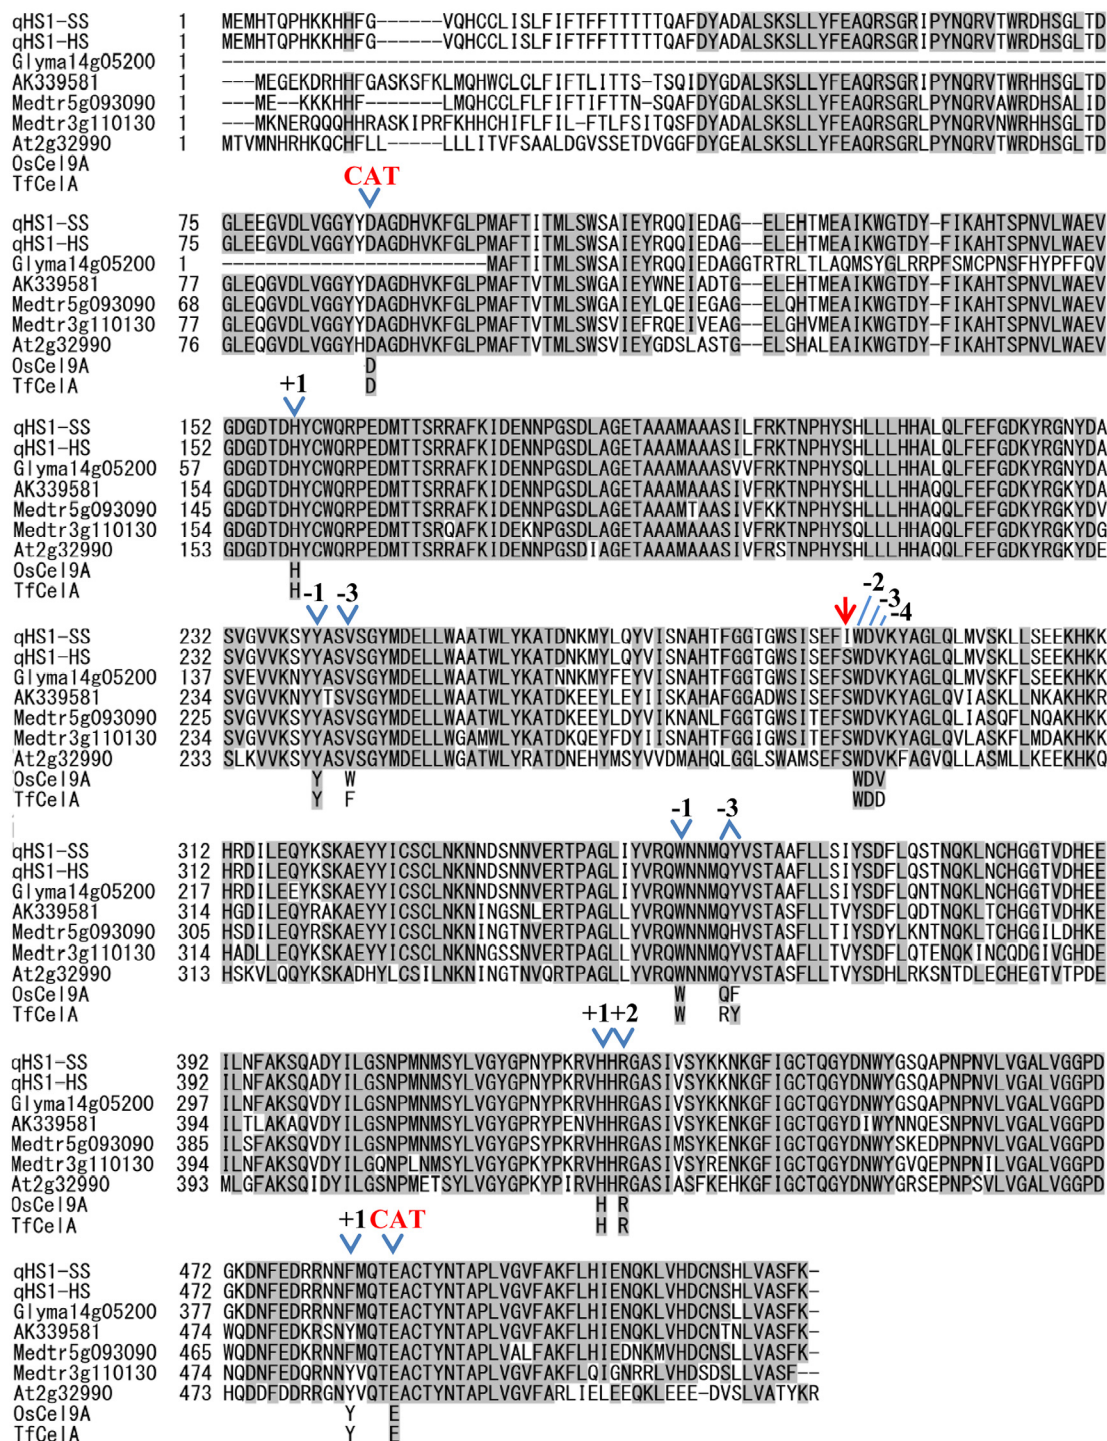 qHS1-SS 1 MEMHTQPHKKHHFG------VQHCCLISLFIFTFFTTTTTQAFDYADALSKSLLYFEAQRSGRIPYNQRVTWRDHSGLTD
qHS1-HS 1 MEMHTQPHKKHHFG------VQHCCLISLFIFTFFTTTTTQAFDYADALSKSLLYFEAQRSGRIPYNQRVTWRDHSGLTD
Glyma14g05200 1 --------------------------------------------------------------------------------
AK339581 1 ---MEGEKDRHHFGASKSFKLMQHWCLCLFIFTLITTS-TSQIDYGDALSKSLLYFEAQRSGRLPYNQRVTWRHHSGLTD
Medtr5g093090 1 ---ME--KKKHHF-------LMQHCCLFLFIFTIFTTN-SQAFDYGDALSKSLLYFEAQRSGRLPYNQRVAWRDHSALID
Medtr3g110130 1 ---MKNERQQQHHRASKIPRFKHHCHIFLFIL-FTLFSITQSFDYADALSKSLLYFEAQRSGRLPYNQRVNWRHHSGLTD
At2g32990 1 MTVMNHRHKQCHFLL-----LLLITVFSAALDGVSSETDVGGFDYGEALSKSLLYFEAQRSGRLPYNQRVTWRDHSGLTD
OsCel9A
TfCelA
CAT
qHS1-SS 75 GLEEGVDLVGGYYDAGDHVKFGLPMAFTITMLSWSAIEYRQQIEDAG--ELEHTMEAIKWGTDY-FIKAHTSPNVLWAEV
qHS1-HS 75 GLEEGVDLVGGYYDAGDHVKFGLPMAFTITMLSWSAIEYRQQIEDAG--ELEHTMEAIKWGTDY-FIKAHTSPNVLWAEV
Glyma14g05200 1 ------------------------MAFTITMLSWSAIEYRQQIEDAGGTRTRLTLAQMSYGLRRPFSMCPNSFHYPFFQV
AK339581 77 GLEQGVDLVGGYYDAGDHVKFGLPMAFTITMLSWGAIEYWNEIADTG--ELEHTMEAIKWGTDY-FIKAHTSPNVLWAEV
Medtr5g093090 68 GLEQGVDLVGGYYDAGDHVKFGLPMAFTVTMLSWGVIEYLQEIEGAG--ELQHTMEAIKWGTDY-FIKAHTSPNVLWAEV
Medtr3g110130 77 GLEQGVDLVGGYYDAGDHVKFGLPMAFTVTMLSWSVIEFRQELVEAG--ELGHVMEAIKWGTDY-FIKAHTSPNVLWAEV
At2g32990 76 GLEQGVDLVGGYHDAGDHVKFGLPMAFTVTMLSWSVIEYGDSLASTG--ELSHALEAIKWGTDY-FIKAHTSPNVLWAEV
OsCel9A D
TfCelA D
+1
qHS1-SS 152 GDGDTDHYCWQRPEDMTTSRRAFKIDENNPGSDLAGETAAAMAAASILFRKTNPHYSHLLLHHALQLFEFGDKYRGNYDA
qHS1-HS 152 GDGDTDHYCWQRPEDMTTSRRAFKIDENNPGSDLAGETAAAMAAASILFRKTNPHYSHLLLHHALQLFEFGDKYRGNYDA
Glyma14g05200 57 GDGDTDHYCWQRPEDMTTSRRAFKIDENNPGSDLAGETAAAMAAASVVFRKTNPHYSQLLLHHALQLFEFGDKYRGNYDA
AK339581 154 GDGDTDHYCWQRPEDMTTSRRAFKIDENNPGSDLAGETAAAMAAASIVFRKTNPHYSHLLLHHAQQLFEFGDKYRGKYDA
Medtr5g093090 145 GDGDTDHYCWQRPEDMTTSRRAFKIDENNPGSDLAGETAAAMTAASIVFKKTNPHYSHLLLHHAQQLFEFGDKYRGKYDV
Medtr3g110130 154 GDGDTDHYCWQRPEDMTTSRQAFKIDEKNPGSDLAGETAAAMAAASIVFRKTNPHYSQLLLHHAQQLFEFGDKYRGKYDG
At2g32990 153 GDGDTDHYCWQRPEDMTTSRRAFKIDENNPGSDIAGETAAAMAAASIVFRSTNPHYSHLLLHHAQQLFEFGDKYRGKYDE
OsCel9A H
TfCelA H
-1 -3 -2 -3 -4
qHS1-SS 232 SVGVVKSYYASVSGYMDELLWAATWLYKATDNKMYLQYVISNAHTFGGTGWSISEFIWDVKYAGLQLMVSKLLSEEKHKK
qHS1-HS 232 SVGVVKSYYASVSGYMDELLWAATWLYKATDNKMYLQYVISNAHTFGGTGWSISEFSWDVKYAGLQLMVSKLLSEEKHKK
Glyma14g05200 137 SVEVVKNYYASVSGYMDELLWAATWLYKATNNKMYFQYVISNAHTFGGTGWSISEFSWDVKYAGLQLMVSKFLSEEKHKK
AK339581 234 SVGVVKSYYTSVSGYMDELLWAATWLYKATDKEEYLEYIISKAHAFGGADWSISEFSWDVKYAGLQVIASKLLNKAKHKR
Medtr5g093090 225 SVGVVKSYYASVSGYMDELLWAATWLYKATDKEEYLDYVIKNANLFGGTGWSITEFSWDVKYAGLQLIASQFLNQAKHKK
Medtr3g110130 234 SVGVVKSYYASVSGYMDELLWGAMWLYKATDKQEYFDYIISNAHTFGGIGWSITEFSWDVKYAGLQVLASKFLMDAKHKK
At2g32990 233 SLKVVKSYYASVSGYMDELLWGATWLYRATDNEHYMSYVVDMAHQLGGLSWAMSEFSWDVKFAGVQLLASMLLKEEKHKQ
OsCel9A Y W WDV
TfCelA Y F WDD
-1 -3
qHS1-SS 312 HRDILEQYKSKAEYYICSCLNKNNDSNNVERTPAGLIYVRQWNNMQYVSTAAFLLSIYSDFLQSTNQKLNCHGGTVDHEE
qHS1-HS 312 HRDILEQYKSKAEYYICSCLNKNNDSNNVERTPAGLIYVRQWNNMQYVSTAAFLLSIYSDFLQSTNQKLNCHGGTVDHEE
Glyma14g05200 217 HRDILEEYKSKAEYYICSCLNKNNDSNNVERTPAGLIYVRQWNNMQYVSTAAFLLSIYSDFLQNTNQKLNCHGGTVDHEE
AK339581 314 HGDILEQYRAKAEYYICSCLNKNINGSNLERTPAGLLYVRQWNNMQYVSTASFLLTVYSDFLQDTNQKLTCHGGTVDHKE
Medtr5g093090 305 HSDILEQYRSKAEYYICSCLNKNINGTNVERTPAGLLYVRQWNNMQHVSTASFLLTIYSDYLKNTNQKLNCHGGILDHKE
Medtr3g110130 314 HADLLEQYKSKAEYYICSCLNKNNGSSNVERTPAGLLYVRQWNNMQYVSTASFLLTVYSDFLQTENQKINCQDGIVGHDE
At2g32990 313 HSKVLQQYKSKADHYLCSILNKNINGTNVQRTPAGLLYVRQWNNMQYVSTASFLLTVYSDHLRKSNTDLECHEGTVTPDE
OsCel9A W QF
TfCelA W RY
+1 +2
qHS1-SS 392 ILNFAKSQADYILGSNPMNMSYLVGYGPNYPKRVHHRGASIVSYKKNKGFIGCTQGYDNWYGSQAPNPNVLVGALVGGPD
qHS1-HS 392 ILNFAKSQADYILGSNPMNMSYLVGYGPNYPKRVHHRGASIVSYKKNKGFIGCTQGYDNWYGSQAPNPNVLVGALVGGPD
Glyma14g05200 297 ILNFAKSQVDYILGSNPMNMSYLVGYGPNYPKRVHHRGASIVSYKKNKGFIGCTQGYDNWYGSQAPNPNVLVGALVGGPD
AK339581 394 ILTLAKAQVDYILGSNPMNMSYLVGYGPRYPENVHHRGASIVSYKENKGFIGCTQGYDIWYNNQESNPNVLVGALVGGPD
Medtr5g093090 385 ILSFAKSQVDYILGSNPMNMSYLVGYGPSYPKRVHHRGASIMSYKENKGFIGCTQGYDNWYSKEDPNPNVLVGALVGGPD
Medtr3g110130 394 ILNFAKSQVDYILGQNPLNMSYLVGYGPKYPKRVHHRGASIVSYRENKGFIGCTQGYDNWYGVQEPNPNILVGALVGGPD
At2g32990 393 MLGFAKSQIDYILGSNPMETSYLVGYGPKYPIRVHHRGASIASFKEHKGFIGCTQGYDNWYGRSEPNPSVLVGALVGGPD
OsCel9A H R
TfCelA H R
+1 CAT
qHS1-SS 472 GKDNFEDRRNNFMQTEACTYNTAPLVGVFAKFLHIENQKLVHDCNSHLVASFK-
qHS1-HS 472 GKDNFEDRRNNFMQTEACTYNTAPLVGVFAKFLHIENQKLVHDCNSHLVASFK-
Glyma14g05200 377 GKDNFEDRRNNFMQTEACTYNTAPLVGVFAKFLHIENQKLVHDCNSLLVASFK-
AK339581 474 WQDNFEDKRSNYMQTEACTYNTAPLVGVFAKFLHIENQKLVHDCNTNLVASFK-
Medtr5g093090 465 WQDNFEDKRNNFMQTEACTYNTAPLVALFAKFLHIEDNKMVHDCNSLLVASFK-
Medtr3g110130 474 NQDNFEDQRNNYVQTEACTYNTAPLVGVFAKFLQIGNRRLVHDSDSLLVASF--
At2g32990 473 HQDDFDDRRGNYVQTEACTYNTAPLVGVFARLIELEEQKLEEE-DVSLVATYKR
OsCel9A Y E
TfCelA Y E